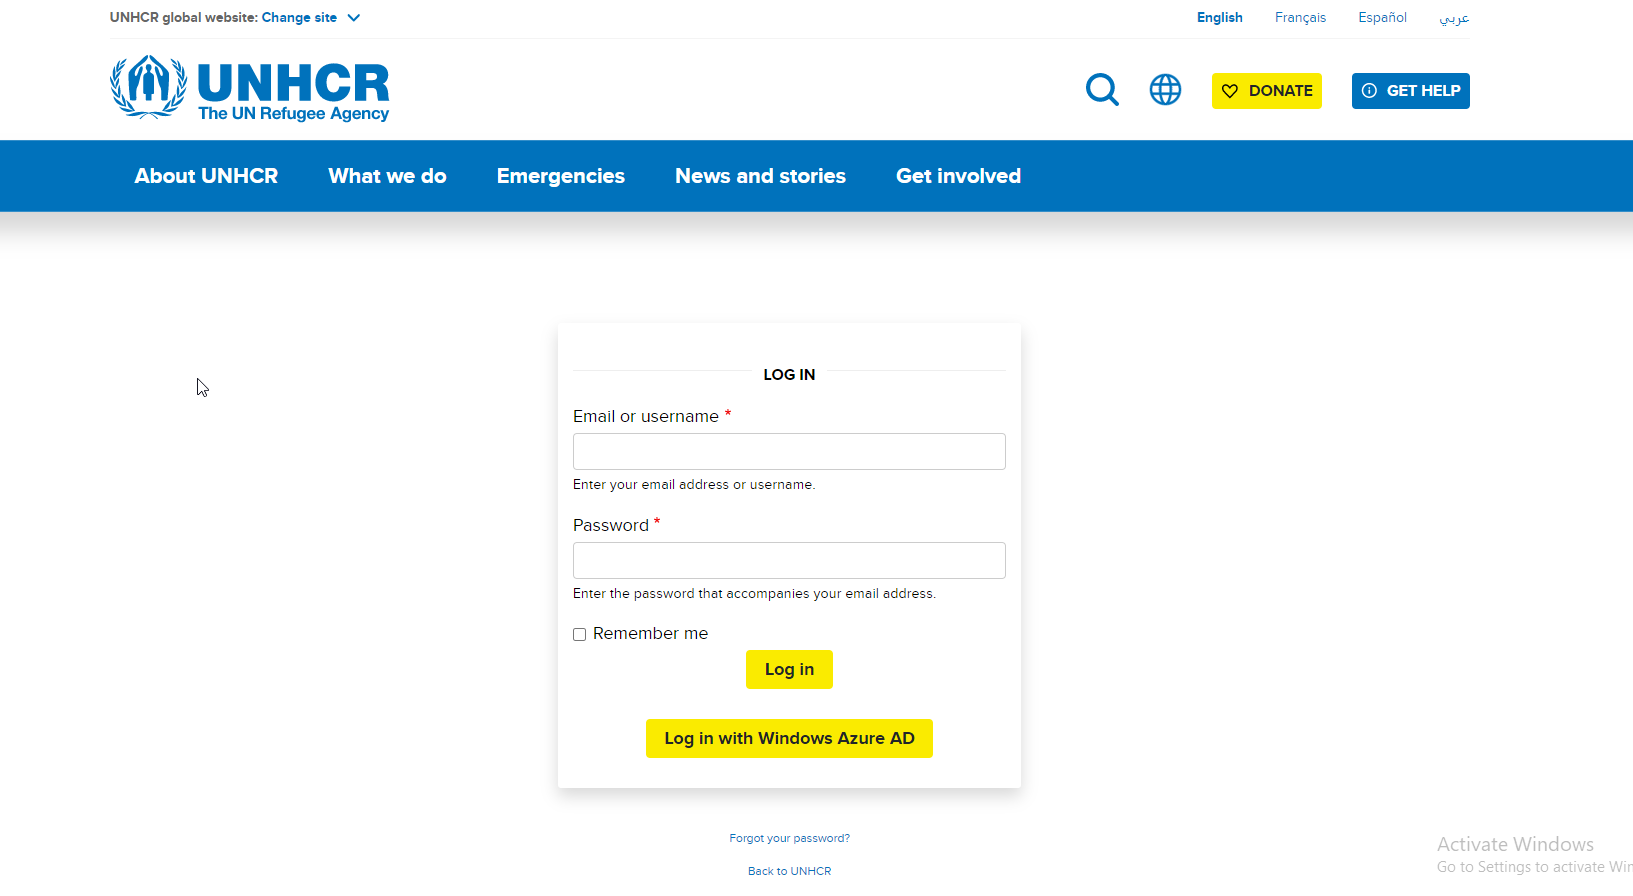 UNHCR global website: Change site
English Français Español عربي
UNHCR
The UN Refugee Agency
DONATE
GET HELP
About UNHCR What we do Emergencies News and stories Get involved
LOG IN
Email or username *
Enter your email address or username.
Password *
Enter the password that accompanies your email address.
Remember me
Log in
Log in with Windows Azure AD
Forgot your password?
Back to UNHCR
Activate Windows
Go to Settings to activate Win